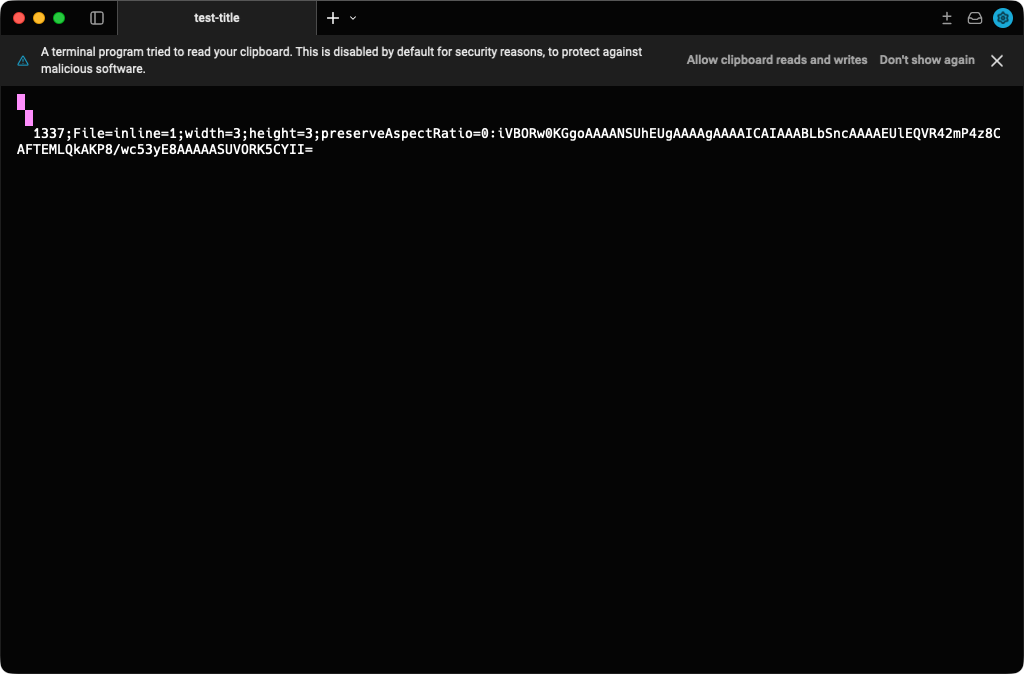 test-title
A terminal program tried to read your clipboard. This is disabled by default for security reasons, to protect against
malicious software.
Allow clipboard reads and writes
Don't show again
1337;File=inline=1;width=3;height=3;preserveAspectRatio=0:iVBORw0KGgoAAAANSUhEUgAAAAgAAAAICAIAAABLbSncAAAAEUlEQVR42mP4z8C
AFTEMLQkAKP8/wc53yE8AAAAASUVORK5CYII=